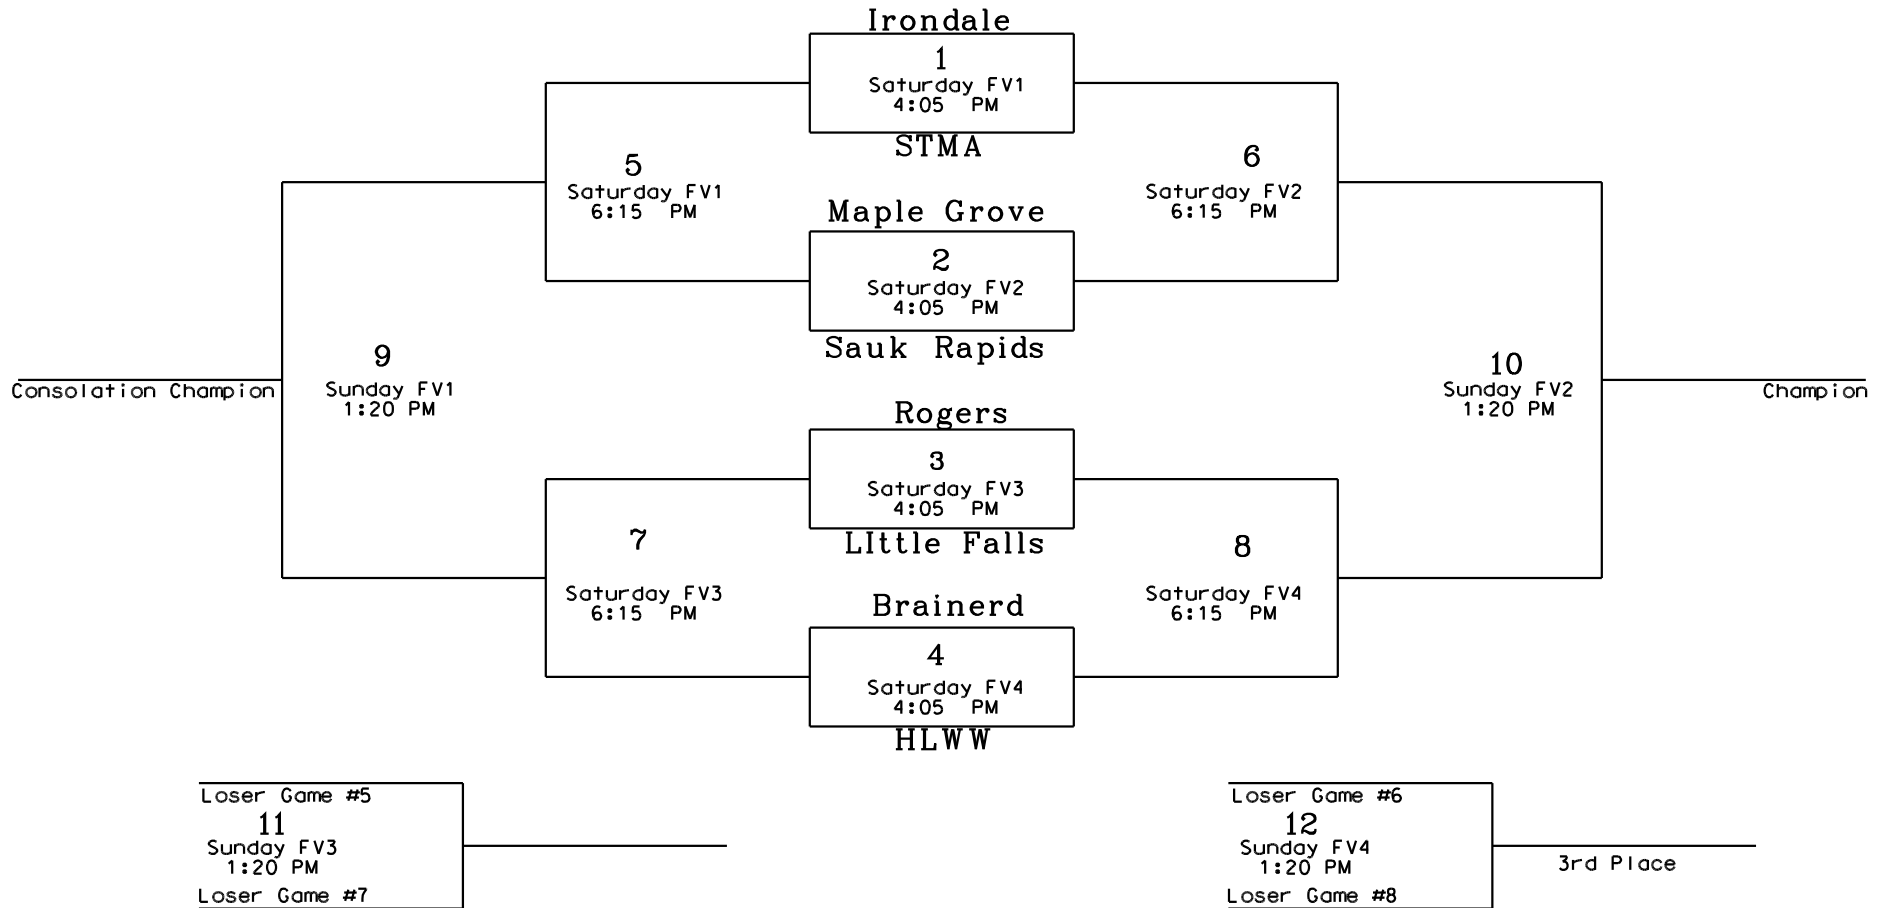 Irondale
1
Saturday FV1
4:05 PM
STMA
5
Saturday FV1
6:15 PM
6
Saturday FV2
6:15 PM
Maple Grove
2
Saturday FV2
4:05 PM
Sauk Rapids
9
Sunday FV1
1:20 PM
Consolation Champion
10
Sunday FV2
1:20 PM
Champion
Rogers
3
Saturday FV3
4:05 PM
LIttle Falls
7
Saturday FV3
6:15 PM
8
Saturday FV4
6:15 PM
Brainerd
4
Saturday FV4
4:05 PM
HLWW
Loser Game #5
11
Sunday FV3
1:20 PM
Loser Game #7
Loser Game #6
12
Sunday FV4
1:20 PM
3rd Place
Loser Game #8